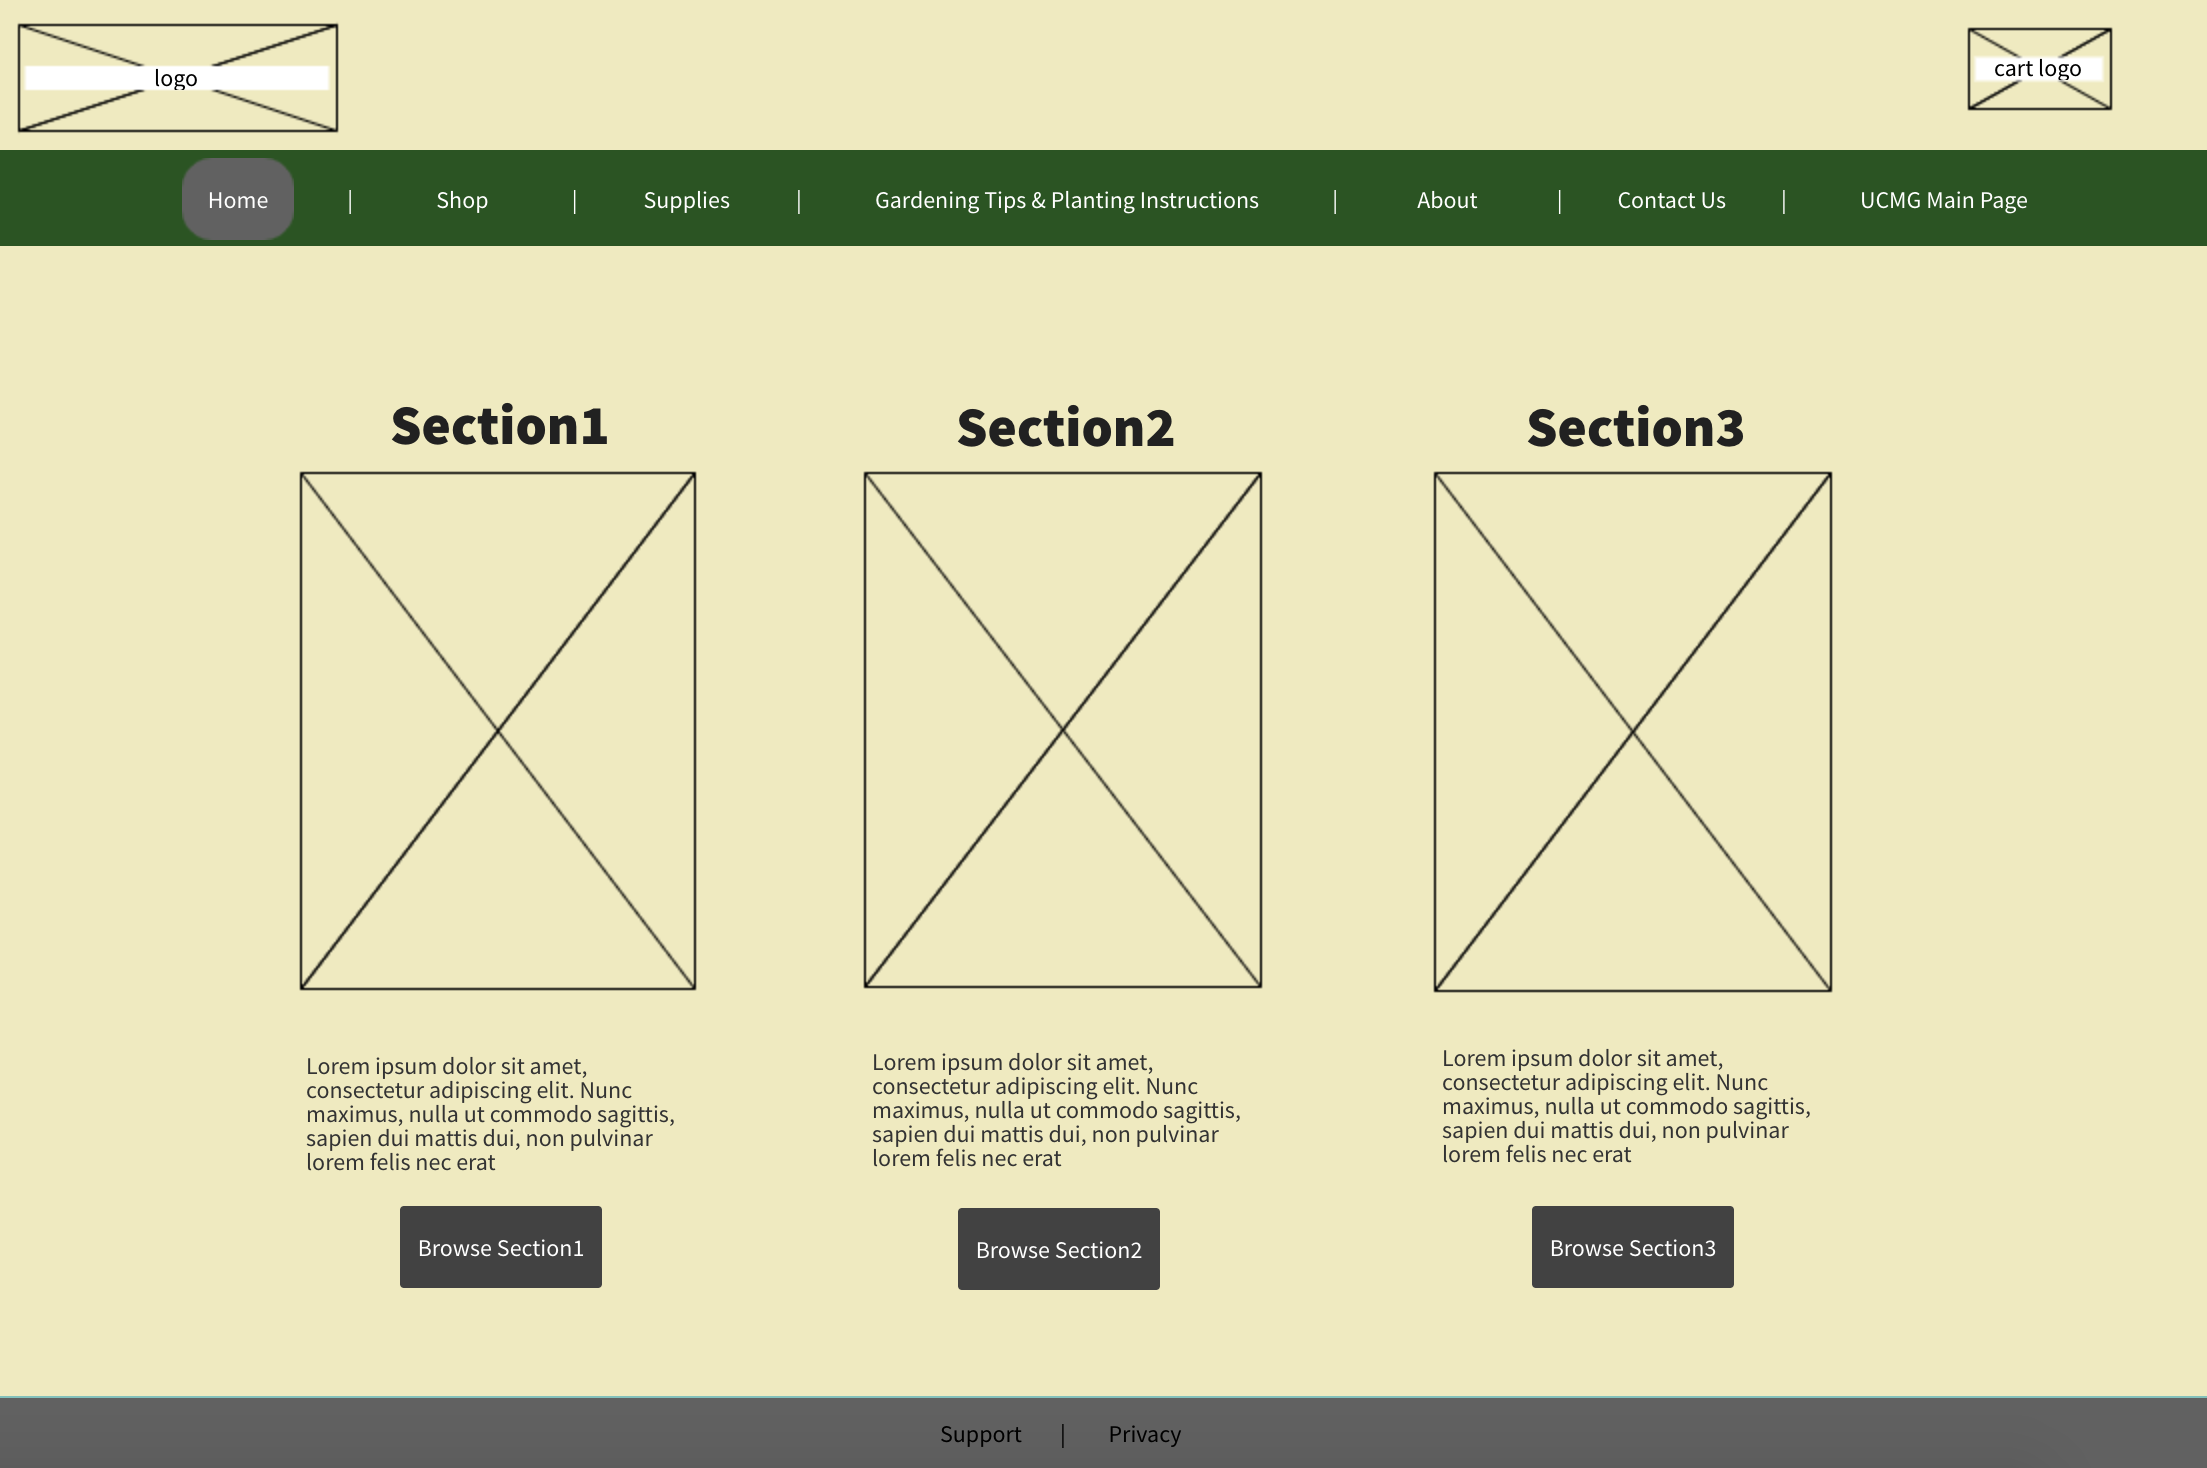 logo
cart logo
Home | Shop | Supplies | Gardening Tips & Planting Instructions | About | Contact Us | UCMG Main Page
Section1
Section2
Section3
Lorem ipsum dolor sit amet,
consectetur adipiscing elit. Nunc
maximus, nulla ut commodo sagittis,
sapien dui mattis dui, non pulvinar
lorem felis nec erat
Lorem ipsum dolor sit amet,
consectetur adipiscing elit. Nunc
maximus, nulla ut commodo sagittis,
sapien dui mattis dui, non pulvinar
lorem felis nec erat
Lorem ipsum dolor sit amet,
consectetur adipiscing elit. Nunc
maximus, nulla ut commodo sagittis,
sapien dui mattis dui, non pulvinar
lorem felis nec erat
Browse Section1
Browse Section2
Browse Section3
Support | Privacy